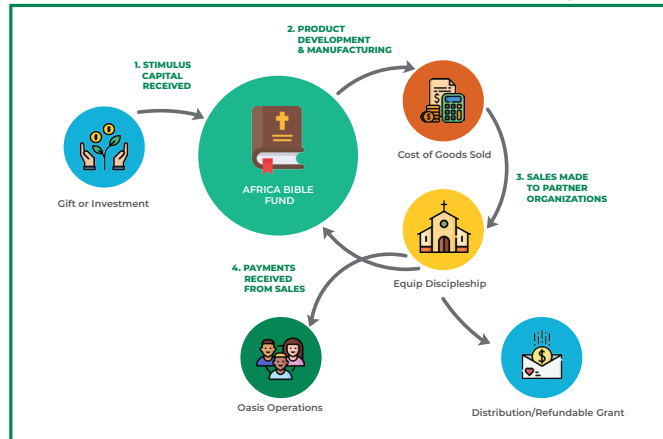 2. PRODUCT
DEVELOPMENT
& MANUFACTURING
1. STIMULUS
CAPITAL
RECEIVED
Gift or Investment
AFRICA BIBLE
FUND
Cost of Goods Sold
3. SALES MADE
TO PARTNER
ORGANIZATIONS
Equip Discipleship
4. PAYMENTS
RECEIVED
FROM SALES
Oasis Operations
Distribution/Refundable Grant